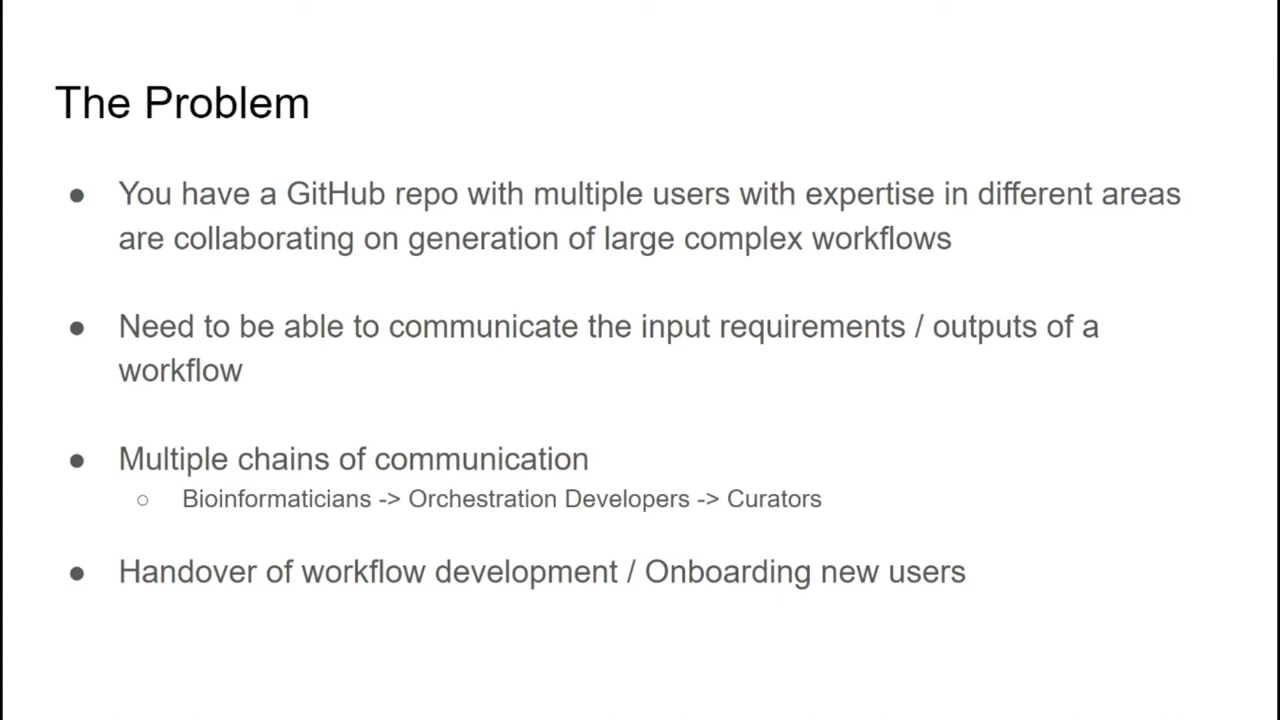 The Problem
● You have a GitHub repo with multiple users with expertise in different areas
are collaborating on generation of large complex workflows
● Need to be able to communicate the input requirements / outputs of a
workflow
● Multiple chains of communication
○ Bioinformaticians -> Orchestration Developers -> Curators
● Handover of workflow development / Onboarding new users